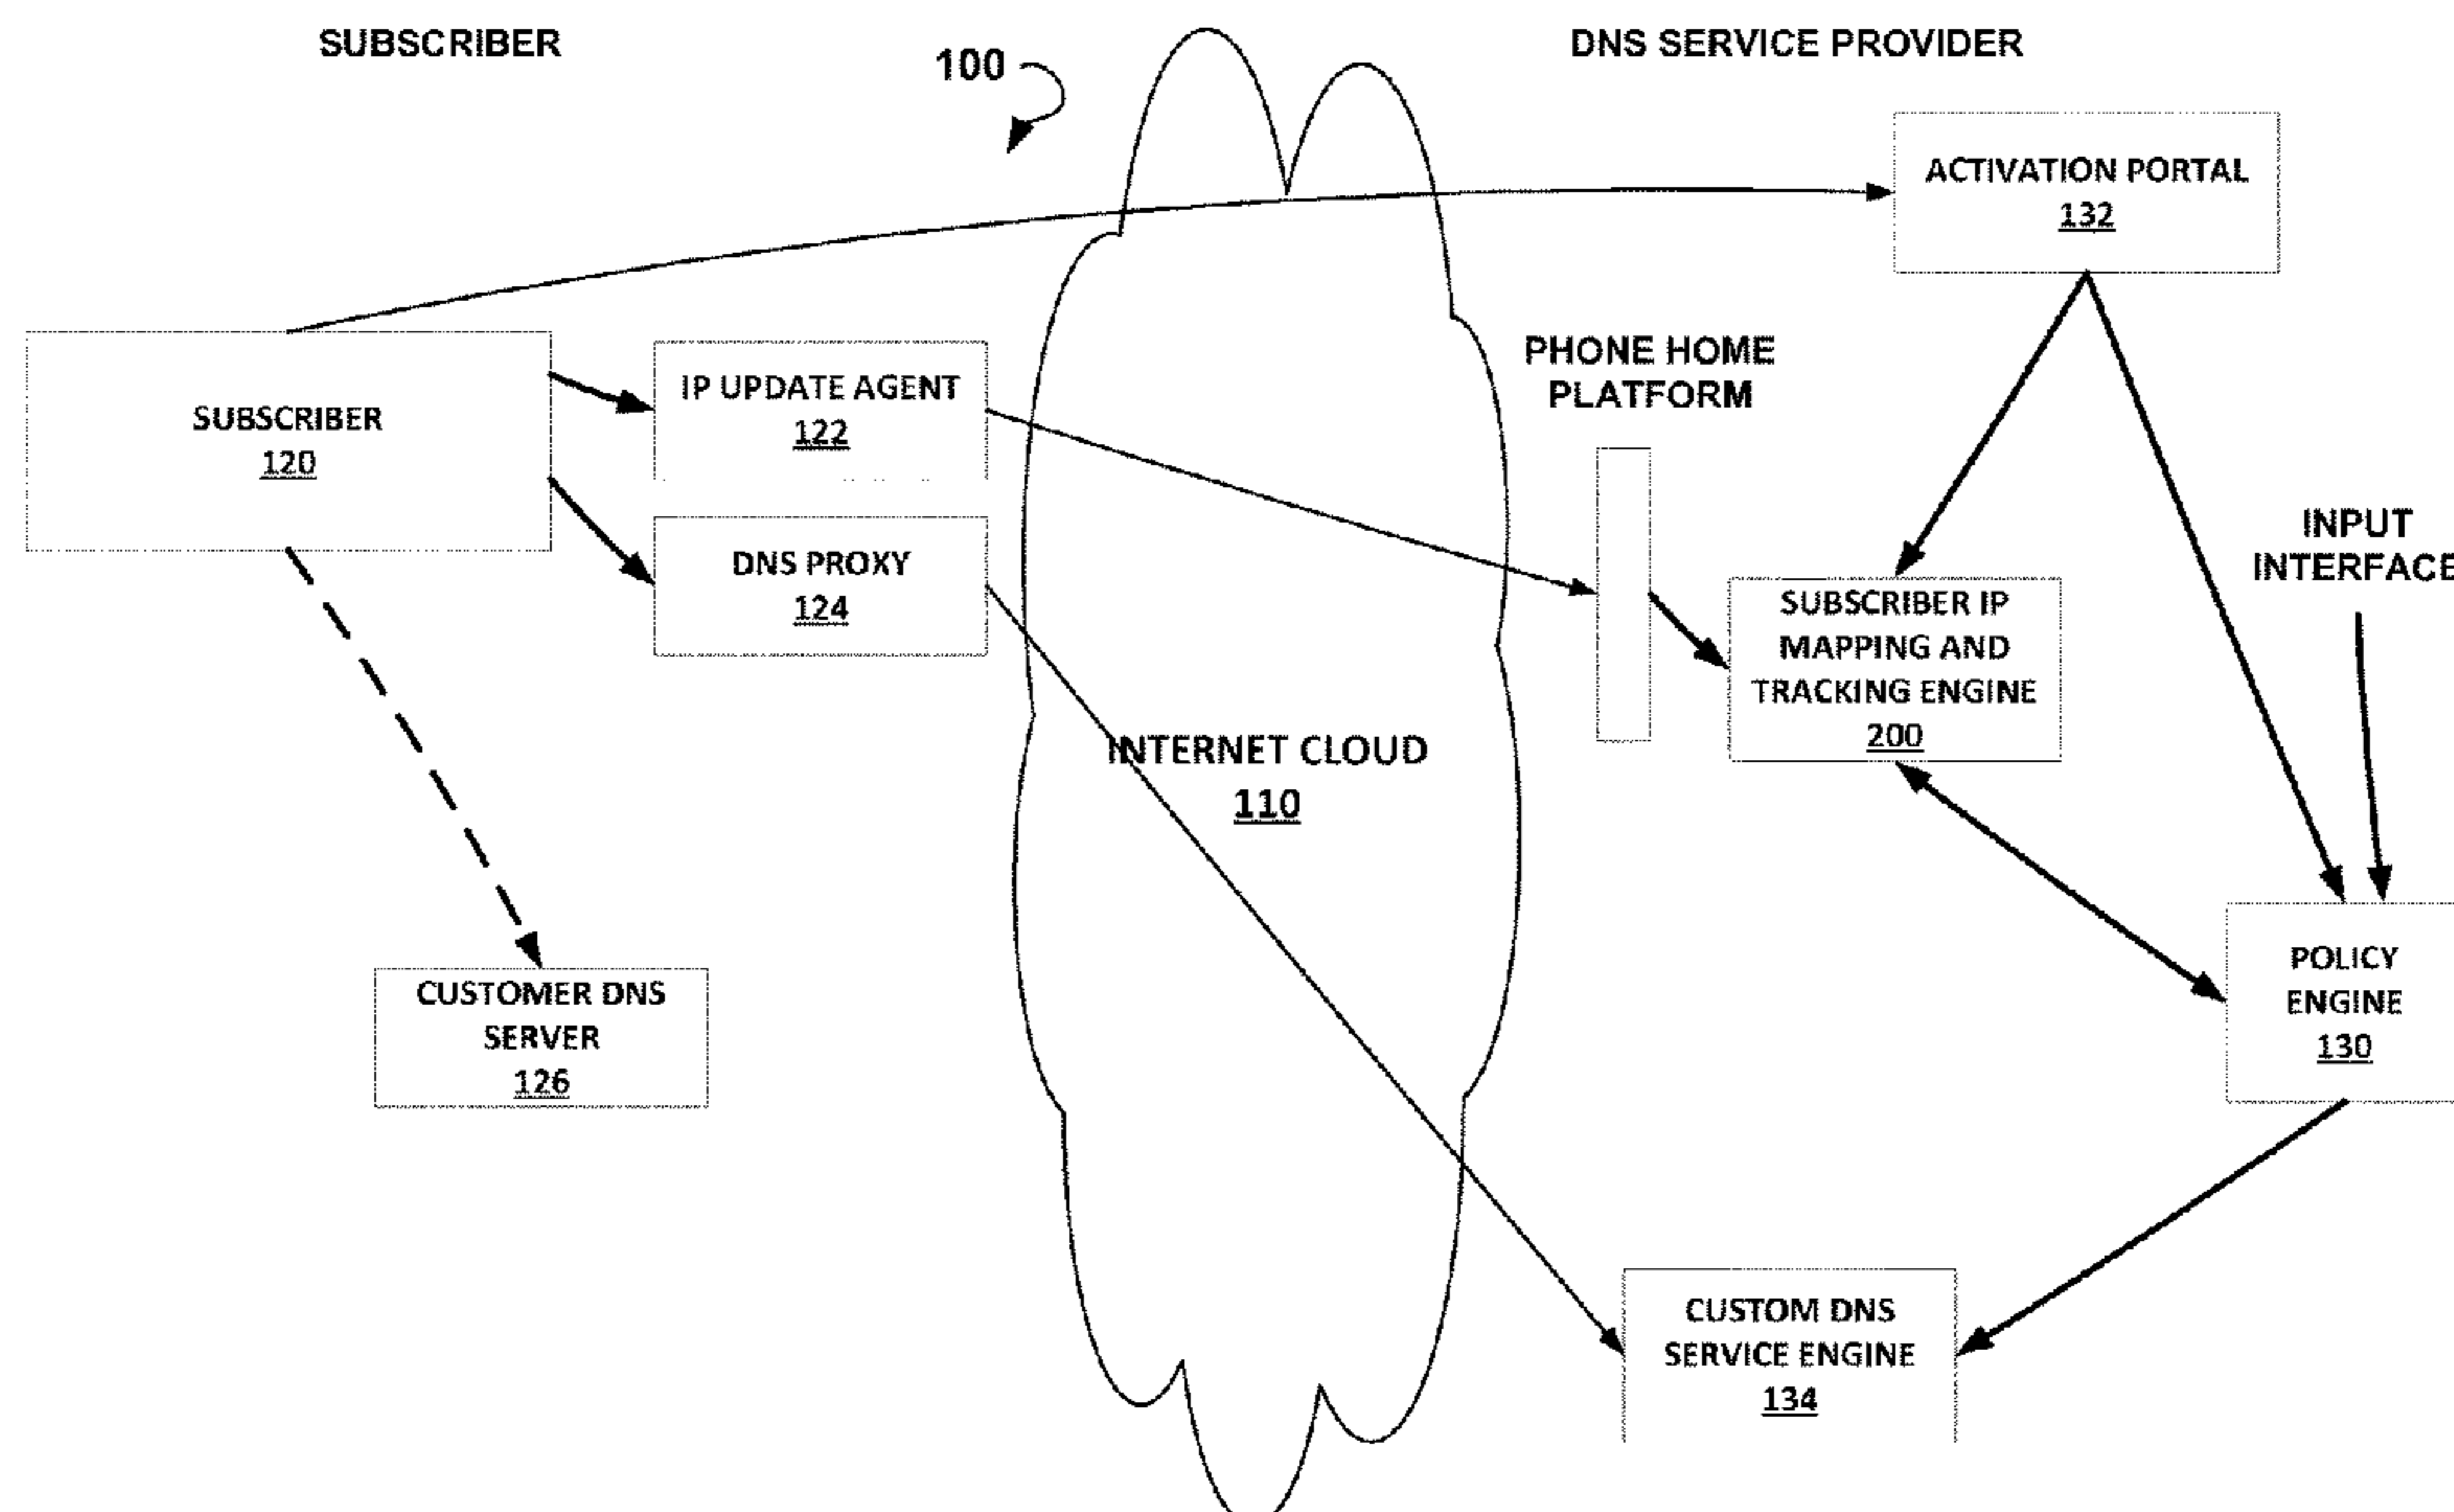 SUBSCRIBER
DNS SERVICE PROVIDER
100
ACTIVATION PORTAL
132
SUBSCRIBER
120
IP UPDATE AGENT
122
PHONE HOME
PLATFORM
DNS PROXY
124
INPUT
INTERFACE
SUBSCRIBER IP
MAPPING AND
TRACKING ENGINE
200
INTERNET CLOUD
110
CUSTOMER DNS
SERVER
126
POLICY
ENGINE
130
CUSTOM DNS
SERVICE ENGINE
134